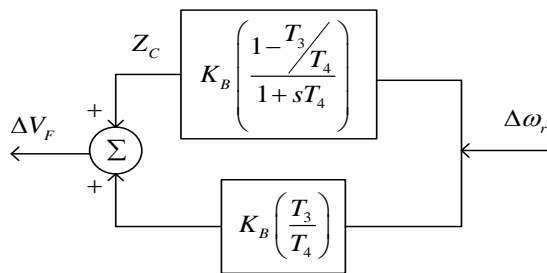 Z_C
K_B((1-T_3/T_4)/(1+sT_4))
+
ΔV_F
Σ
Δω_r
+
K_B(T_3/T_4)